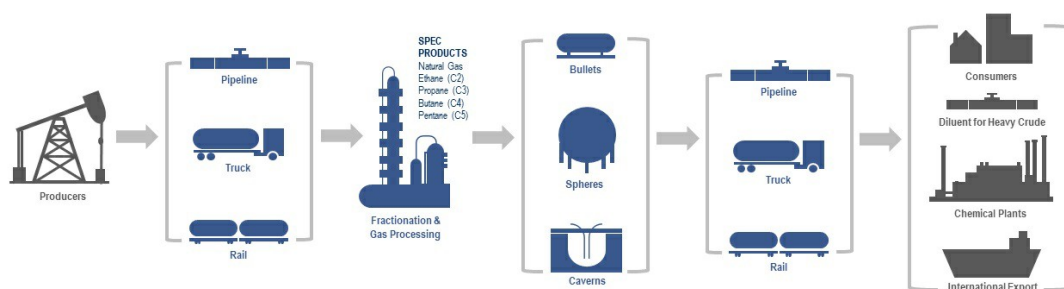 Producers
Pipeline
Truck
Rail
SPEC
PRODUCTS
Natural Gas
Ethane (C2)
Propane (C3)
Butane (C4)
Pentane (C5)
Fractionation &
Gas Processing
Bullets
Spheres
Caverns
Pipeline
Truck
Rail
Consumers
Diluent for Heavy Crude
Chemical Plants
International Export